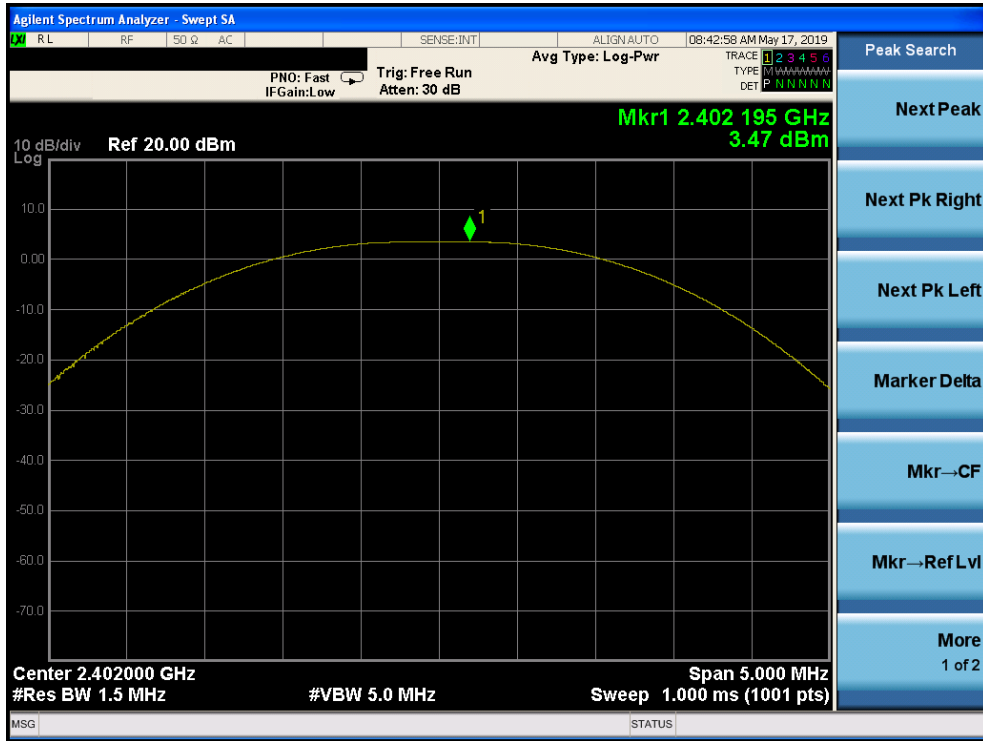 Agilent Spectrum Analyzer - Swept SA
LXI RL RF 50 Ω AC SENSE:INT ALIGN AUTO 08:42:58 AM May 17, 2019
Avg Type: Log-Pwr TRACE 1 2 3 4 5 6
PNO: Fast Trig: Free Run TYPE M WWWWW
IFGain:Low Atten: 30 dB DET P N N N N N
Mkr1 2.402 195 GHz
3.47 dBm
10 dB/div Ref 20.00 dBm
Log
10.0
1
0.00
-10.0
-20.0
-30.0
-40.0
-50.0
-60.0
-70.0
Center 2.402000 GHz Span 5.000 MHz
#Res BW 1.5 MHz #VBW 5.0 MHz Sweep 1.000 ms (1001 pts)
MSG STATUS
Peak Search
Next Peak
Next Pk Right
Next Pk Left
Marker Delta
Mkr→CF
Mkr→Ref Lvl
More
1 of 2